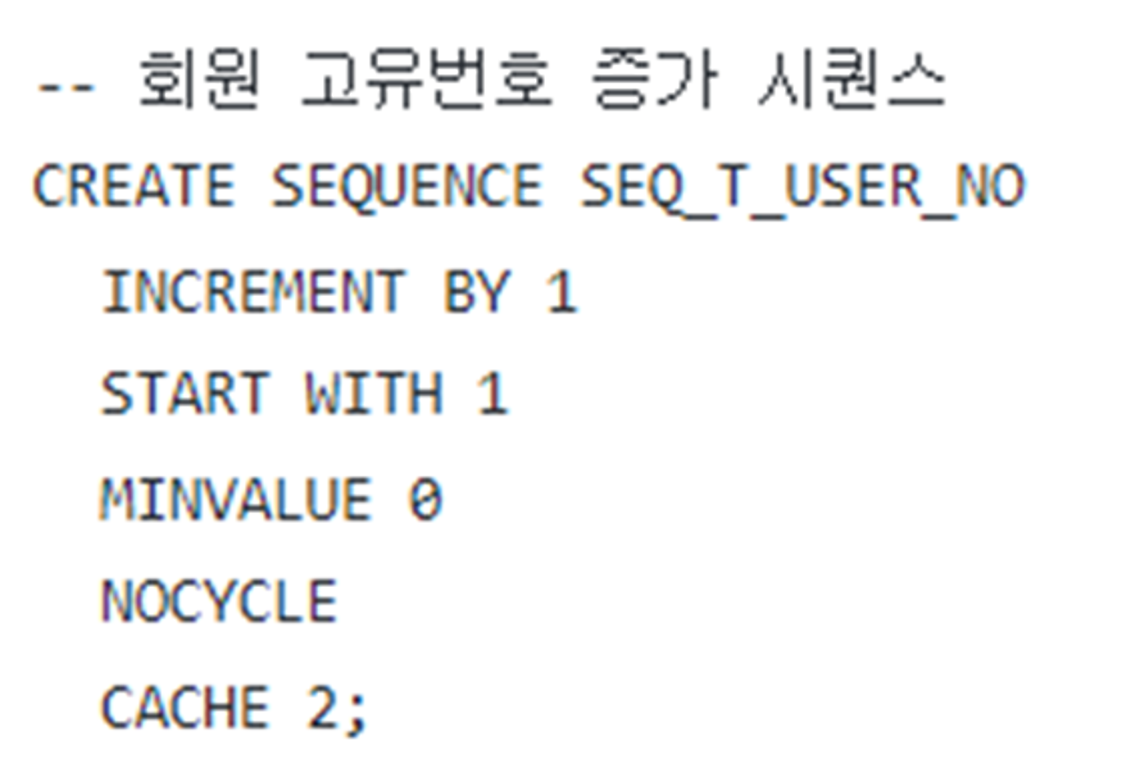 -- 회원 고유번호 증가 시퀀스
CREATE SEQUENCE SEQ_T_USER_NO
INCREMENT BY 1
START WITH 1
MINVALUE 0
NOCYCLE
CACHE 2;